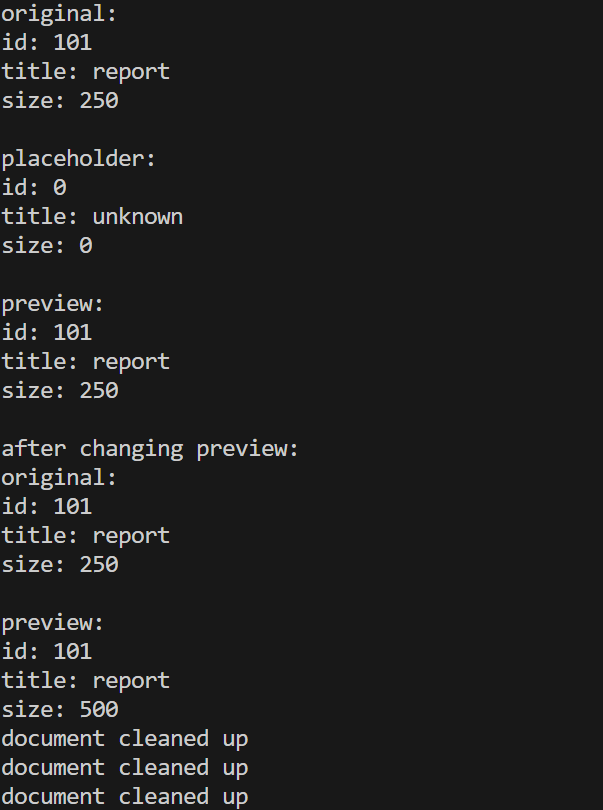 original:
id: 101
title: report
size: 250

placeholder:
id: 0
title: unknown
size: 0

preview:
id: 101
title: report
size: 250

after changing preview:
original:
id: 101
title: report
size: 250

preview:
id: 101
title: report
size: 500
document cleaned up
document cleaned up
document cleaned up